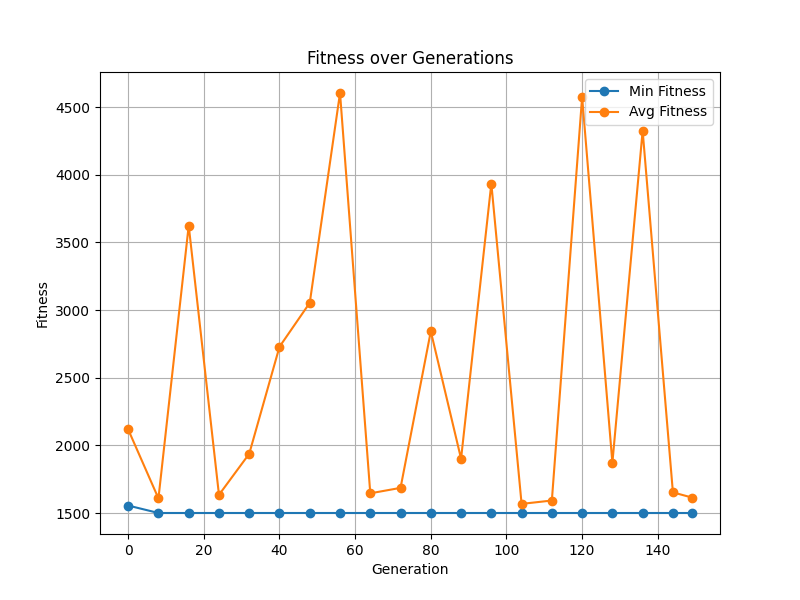 Fitness over Generations
Min Fitness
Avg Fitness
Fitness
4500
4000
3500
3000
2500
2000
1500
0 20 40 60 80 100 120 140
Generation